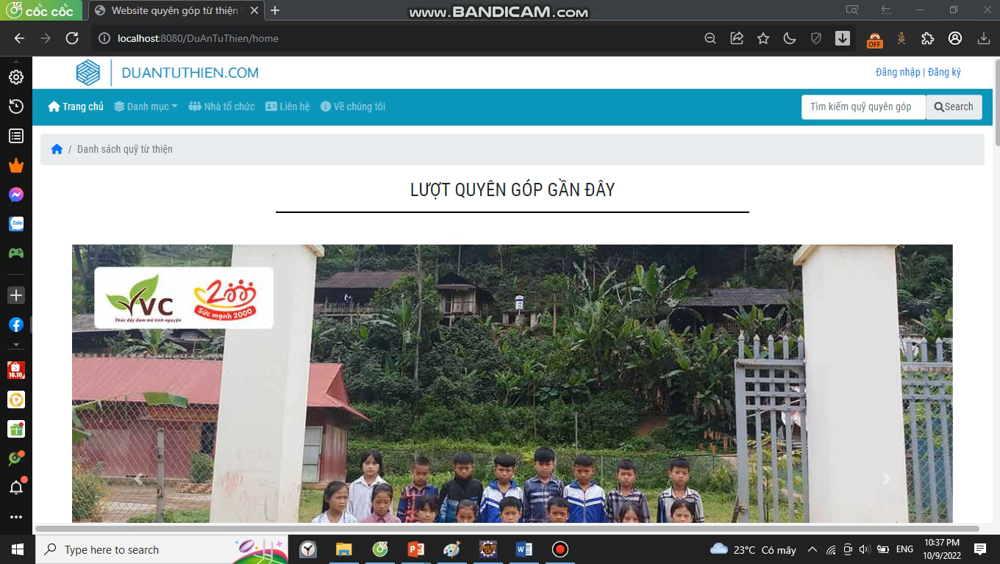 cốc cốc
Website quyên góp từ thiện
www.BANDICAM.com
localhost:8080/DuAnTuThien/home
OFF
DUANTUTHIEN.COM
Đăng nhập | Đăng ký
Trang chủ
Danh mục
Nhà tổ chức
Liên hệ
Về chúng tôi
Tìm kiếm quỹ quyên góp
Search
/ Danh sách quỹ từ thiện
LƯỢT QUYÊN GÓP GẦN ĐÂY
VVC
Thúc đẩy đam mê tình nguyện
2000
Sức mạnh 2000
Zalo
10.10
Type here to search
23°C Có mây
ENG
10:37 PM
10/9/2022